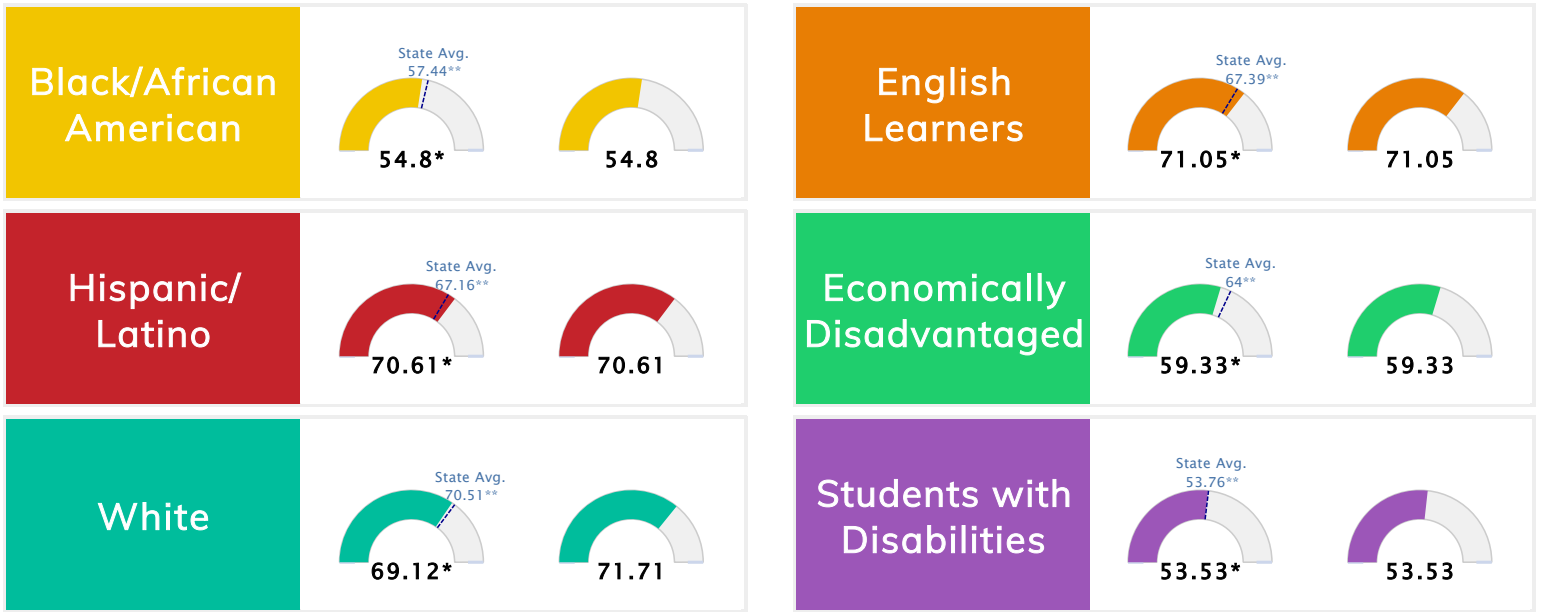 Black/African
American
State Avg.
57.44**
54.8*
54.8
English
Learners
State Avg.
67.39**
71.05*
71.05
Hispanic/
Latino
State Avg.
67.16**
70.61*
70.61
Economically
Disadvantaged
State Avg.
64**
59.33*
59.33
White
State Avg.
70.51**
69.12*
71.71
Students with
Disabilities
State Avg.
53.76**
53.53*
53.53